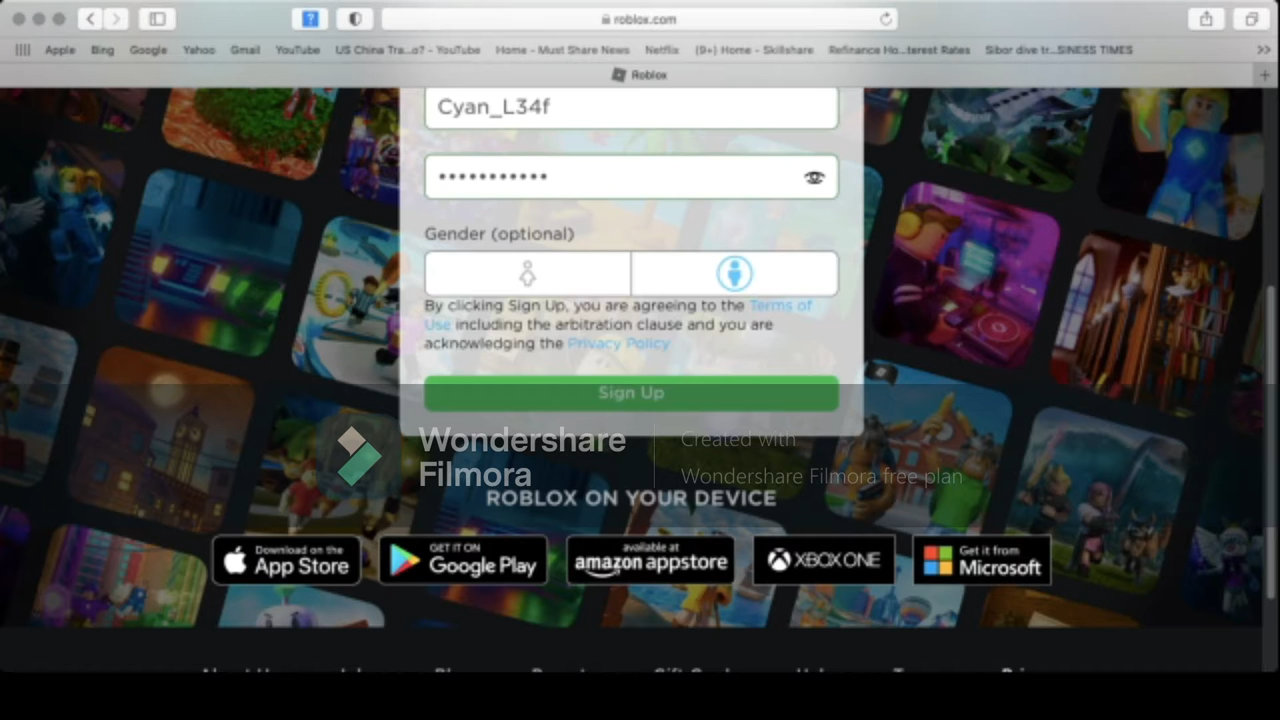 roblox.com
Apple Bing Google Yahoo Gmail YouTube US China Tra...o? - YouTube Home - Must Share News Netflix (9+) Home - Skillshare Refinance Ho...terest Rates Sibor dive tr...SINESS TIMES
Roblox
Cyan_L34f
Gender (optional)
By clicking Sign Up, you are agreeing to the Terms of
Use including the arbitration clause and you are
acknowledging the Privacy Policy
Sign Up
Wondershare
Filmora
Created with
Wondershare Filmora free plan
ROBLOX ON YOUR DEVICE
Download on the
App Store
GET IT ON
Google Play
available at
amazon appstore
XBOX ONE
Get it from
Microsoft